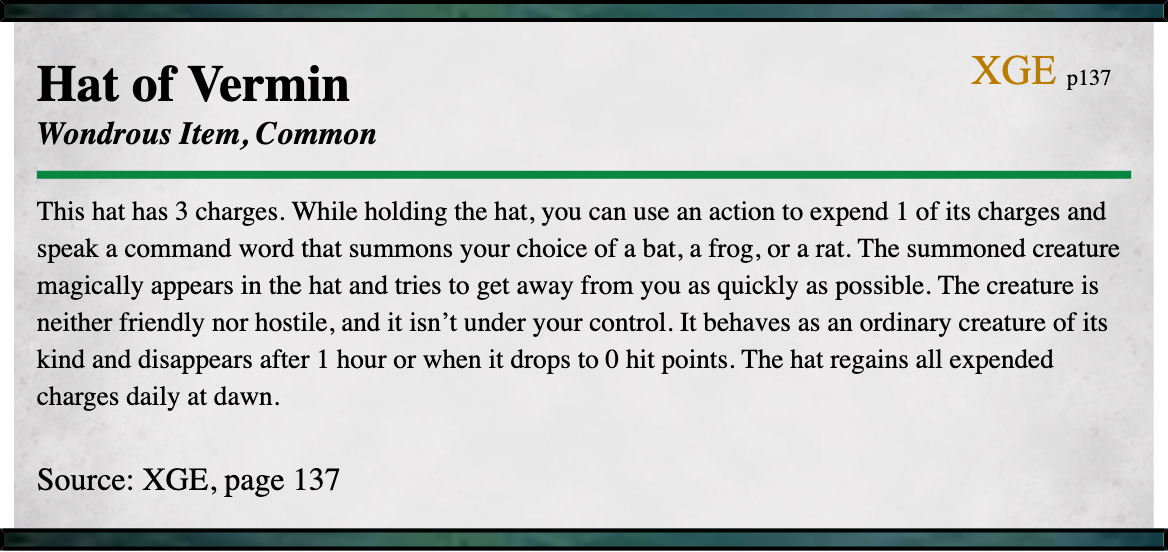 Hat of Vermin
XGE p137
Wondrous Item, Common
This hat has 3 charges. While holding the hat, you can use an action to expend 1 of its charges and
speak a command word that summons your choice of a bat, a frog, or a rat. The summoned creature
magically appears in the hat and tries to get away from you as quickly as possible. The creature is
neither friendly nor hostile, and it isn’t under your control. It behaves as an ordinary creature of its
kind and disappears after 1 hour or when it drops to 0 hit points. The hat regains all expended
charges daily at dawn.
Source: XGE, page 137